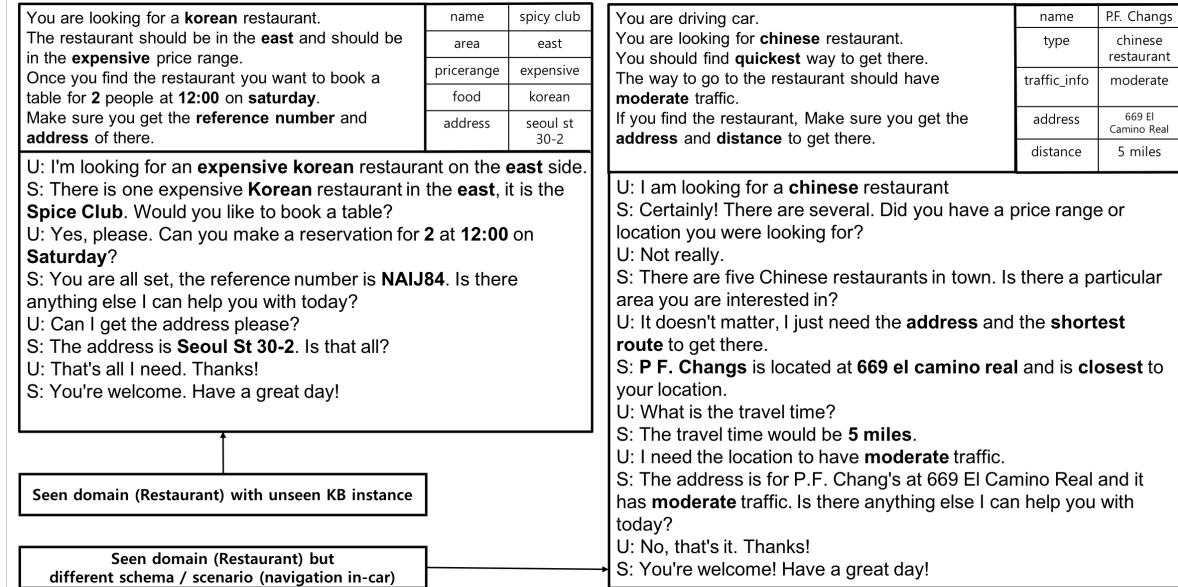 You are looking for a korean restaurant.
The restaurant should be in the east and should be
in the expensive price range.
Once you find the restaurant you want to book a
table for 2 people at 12:00 on saturday.
Make sure you get the reference number and
address of there.
name spicy club
area east
pricerange expensive
food korean
address seoul st
30-2
U: I'm looking for an expensive korean restaurant on the east side.
S: There is one expensive Korean restaurant in the east, it is the
Spice Club. Would you like to book a table?
U: Yes, please. Can you make a reservation for 2 at 12:00 on
Saturday?
S: You are all set, the reference number is NAIJ84. Is there
anything else I can help you with today?
U: Can I get the address please?
S: The address is Seoul St 30-2. Is that all?
U: That's all I need. Thanks!
S: You're welcome. Have a great day!
Seen domain (Restaurant) with unseen KB instance
Seen domain (Restaurant) but
different schema / scenario (navigation in-car)
You are driving car.
You are looking for chinese restaurant.
You should find quickest way to get there.
The way to go to the restaurant should have
moderate traffic.
If you find the restaurant, Make sure you get the
address and distance to get there.
name P.F. Changs
type chinese
restaurant
traffic_info moderate
address 669 El
Camino Real
distance 5 miles
U: I am looking for a chinese restaurant
S: Certainly! There are several. Did you have a price range or
location you were looking for?
U: Not really.
S: There are five Chinese restaurants in town. Is there a particular
area you are interested in?
U: It doesn't matter, I just need the address and the shortest
route to get there.
S: P F. Changs is located at 669 el camino real and is closest to
your location.
U: What is the travel time?
S: The travel time would be 5 miles.
U: I need the location to have moderate traffic.
S: The address is for P.F. Chang's at 669 El Camino Real and it
has moderate traffic. Is there anything else I can help you with
today?
U: No, that's it. Thanks!
S: You're welcome! Have a great day!